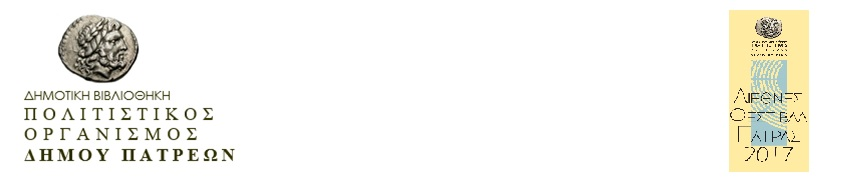 ΔΗΜΟΤΙΚΗ ΒΙΒΛΙΟΘΗΚΗ
ΠΟΛΙΤΙΣΤΙΚΟΣ
ΟΡΓΑΝΙΣΜΟΣ
ΔΗΜΟΥ ΠΑΤΡΕΩΝ
ΔΙΕΘΝΕΣ
ΦΕΣΤΙΒΑΛ
ΠΑΤΡΑΣ
2017